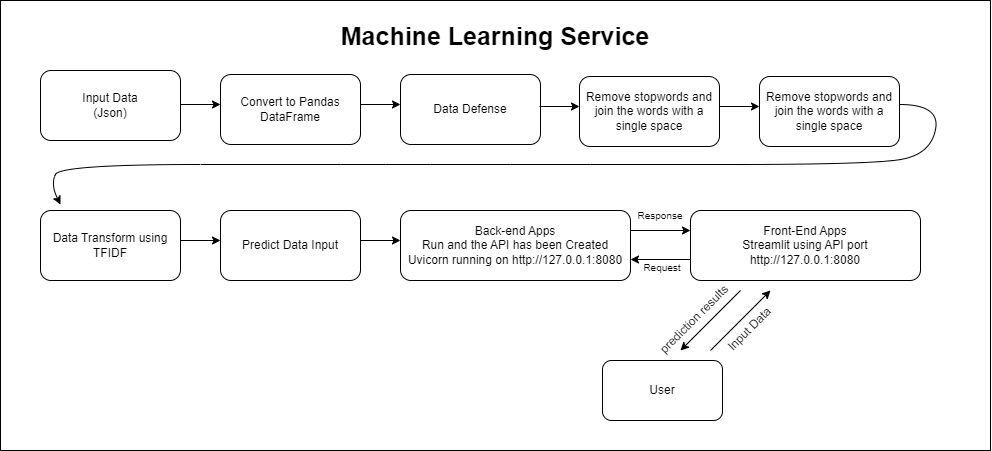 Machine Learning Service
Input Data
(Json)
Convert to Pandas
DataFrame
Data Defense
Remove stopwords and
join the words with a
single space
Remove stopwords and
join the words with a
single space
Data Transform using
TFIDF
Predict Data Input
Back-end Apps
Run and the API has been Created
Uvicorn running on http://127.0.0.1:8080
Response
Request
Front-End Apps
Streamlit using API port
http://127.0.0.1:8080
prediction results
Input Data
User